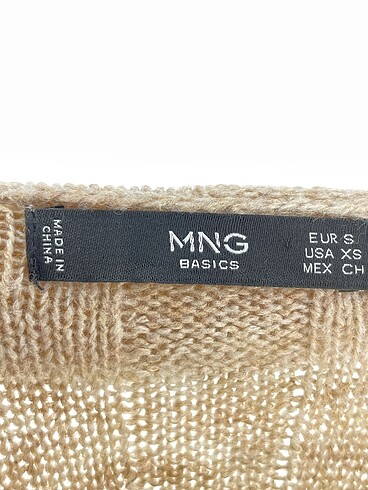 MADE IN
CHINA
MNG
BASICS
EUR S
USA XS
MEX CH